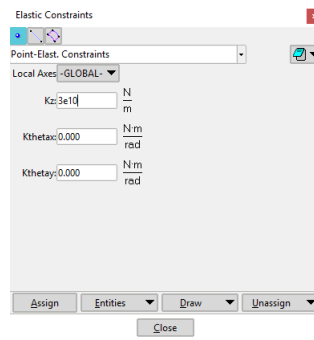 Elastic Constraints
Point-Elast. Constraints
Local Axes -GLOBAL-
Kz: 3e10 N/m
Kthetax: 0.000 N·m/rad
Kthetay: 0.000 N·m/rad
Assign Entities Draw Unassign
Close